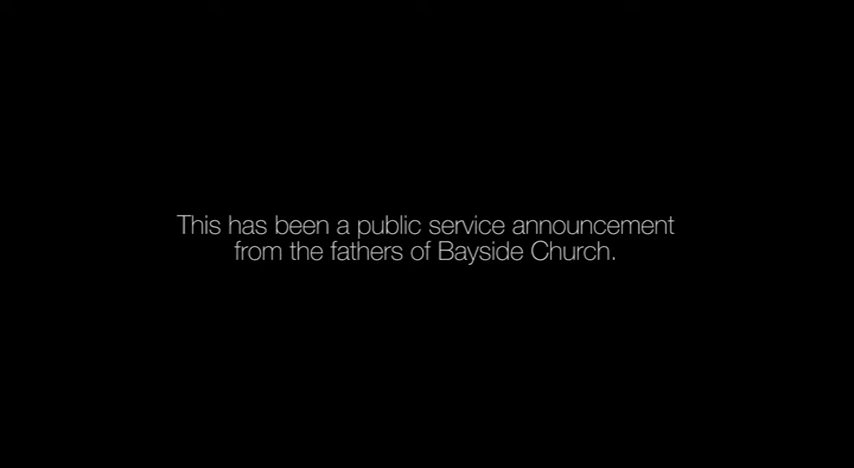 This has been a public service announcement
from the fathers of Bayside Church.